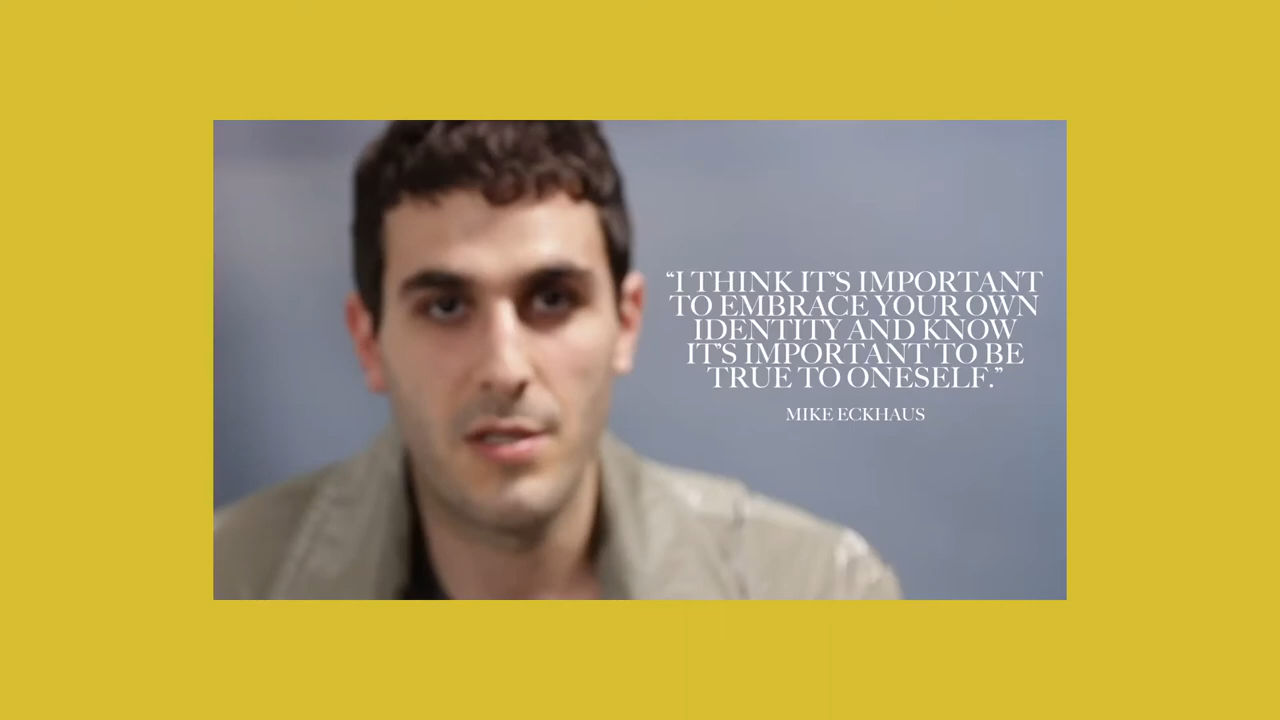 “I THINK IT’S IMPORTANT
TO EMBRACE YOUR OWN
IDENTITY AND KNOW
IT’S IMPORTANT TO BE
TRUE TO ONESELF.”
MIKE ECKHAUS